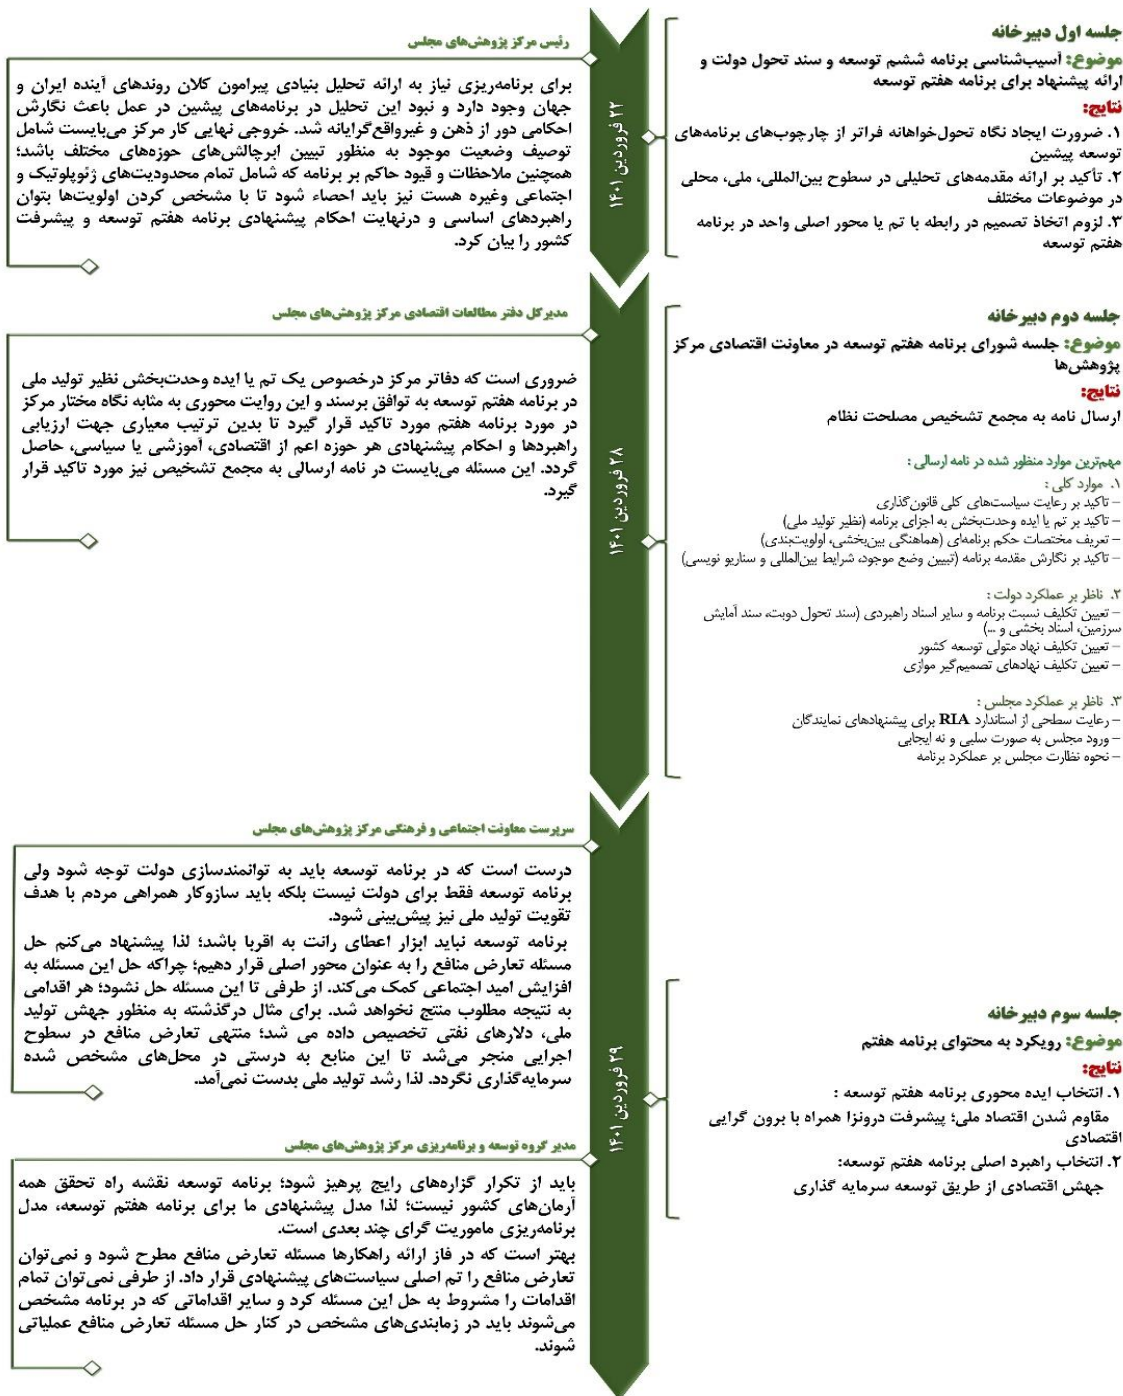 جلسه اول دبیرخانه
موضوع: آسیب‌شناسی برنامه ششم توسعه و سند تحول دولت و
ارائه پیشنهاد برای برنامه هفتم توسعه
نتایج:
۱. ضرورت ایجاد نگاه تحول‌خواهانه فراتر از چارچوب‌های برنامه‌های
توسعه پیشین
۲. تأکید بر ارائه مقدمه‌های تحلیلی در سطوح بین‌المللی، ملی، محلی
در موضوعات مختلف
۳. لزوم اتخاذ تصمیم در رابطه با تم یا محور اصلی واحد در برنامه
هفتم توسعه
۲۲ فروردین ۱۴۰۱
رئیس مرکز پژوهش‌های مجلس
برای برنامه‌ریزی نیاز به ارائه تحلیل بنیادی پیرامون کلان روندهای آینده ایران و
جهان وجود دارد و نبود این تحلیل در برنامه‌های پیشین در عمل باعث نگارش
احکامی دور از ذهن و غیرواقع‌گرایانه شد. خروجی نهایی کار مرکز می‌بایست شامل
توصیف وضعیت موجود به منظور تبیین ابرچالش‌های حوزه‌های مختلف باشد؛
همچنین ملاحظات و قیود حاکم بر برنامه که شامل تمام محدودیت‌های ژئوپلوتیک و
اجتماعی وغیره هست نیز باید احصاء شود تا با مشخص کردن اولویت‌ها بتوان
راهبردهای اساسی و درنهایت احکام پیشنهادی برنامه هفتم توسعه و پیشرفت
کشور را بیان کرد.
جلسه دوم دبیرخانه
موضوع: جلسه شورای برنامه هفتم توسعه در معاونت اقتصادی مرکز
پژوهش‌ها
نتایج:
ارسال نامه به مجمع تشخیص مصلحت نظام
مهم‌ترین موارد منظور شده در نامه ارسالی :
۱. موارد کلی :
– تاکید بر رعایت سیاست‌های کلی قانون‌گذاری
– تاکید بر تم یا ایده وحدت‌بخش به اجزای برنامه (نظیر تولید ملی)
– تعریف مختصات حکم برنامه‌ای (هماهنگی بین‌بخشی، اولویت‌بندی)
– تاکید بر نگارش مقدمه برنامه (تبیین وضع موجود، شرایط بین‌المللی و سناریو نویسی)
۲. ناظر بر عملکرد دولت :
– تعیین تکلیف نسبت برنامه و سایر اسناد راهبردی (سند تحول دوبت، سند آمایش
سرزمین، اسناد بخشی و ...)
– تعیین تکلیف نهاد متولی توسعه کشور
– تعیین تکلیف نهادهای تصمیم‌گیر موازی
۳. ناظر بر عملکرد مجلس :
– رعایت سطحی از استاندارد RIA برای پیشنهادهای نمایندگان
– ورود مجلس به صورت سلبی و نه ایجابی
– نحوه نظارت مجلس بر عملکرد برنامه
۲۸ فروردین ۱۴۰۱
مدیرکل دفتر مطالعات اقتصادی مرکز پژوهش‌های مجلس
ضروری است که دفاتر مرکز درخصوص یک تم یا ایده وحدت‌بخش نظیر تولید ملی
در برنامه هفتم توسعه به توافق برسند و این روایت محوری به مثابه نگاه مختار مرکز
در مورد برنامه هفتم مورد تاکید قرار گیرد تا بدین ترتیب معیاری جهت ارزیابی
راهبردها و احکام پیشنهادی هر حوزه اعم از اقتصادی، آموزشی یا سیاسی، حاصل
گردد. این مسئله می‌بایست در نامه ارسالی به مجمع تشخیص نیز مورد تاکید قرار
گیرد.
جلسه سوم دبیرخانه
موضوع: رویکرد به محتوای برنامه هفتم
نتایج:
۱. انتخاب ایده محوری برنامه هفتم توسعه :
مقاوم شدن اقتصاد ملی؛ پیشرفت درونزا همراه با برون گرایی
اقتصادی
۲. انتخاب راهبرد اصلی برنامه هفتم توسعه:
جهش اقتصادی از طریق توسعه سرمایه گذاری
۲۹ فروردین ۱۴۰۱
سرپرست معاونت اجتماعی و فرهنگی مرکز پژوهش‌های مجلس
درست است که در برنامه توسعه باید به توانمندسازی دولت توجه شود ولی
برنامه توسعه فقط برای دولت نیست بلکه باید سازوکار همراهی مردم با هدف
تقویت تولید ملی نیز پیش‌بینی شود.
برنامه توسعه نباید ابزار اعطای رانت به اقربا باشد؛ لذا پیشنهاد می‌کنم حل
مسئله تعارض منافع را به عنوان محور اصلی قرار دهیم؛ چراکه حل این مسئله به
افزایش امید اجتماعی کمک می‌کند. از طرفی تا این مسئله حل نشود؛ هر اقدامی
به نتیجه مطلوب منتج نخواهد شد. برای مثال درگذشته به منظور جهش تولید
ملی، دلارهای نفتی تخصیص داده می شد؛ منتهی تعارض منافع در سطوح
اجرایی منجر می‌شد تا این منابع به درستی در محل‌های مشخص شده
سرمایه‌گذاری نگردد. لذا رشد تولید ملی بدست نمی‌آمد.
مدیر گروه توسعه و برنامه‌ریزی مرکز پژوهش‌های مجلس
باید از تکرار گزاره‌های رایج پرهیز شود؛ برنامه توسعه نقشه راه تحقق همه
آرمان‌های کشور نیست؛ لذا مدل پیشنهادی ما برای برنامه هفتم توسعه، مدل
برنامه‌ریزی ماموریت گرای چند بعدی است.
بهتر است که در فاز ارائه راهکارها مسئله تعارض منافع مطرح شود و نمی‌توان
تعارض منافع را تم اصلی سیاست‌های پیشنهادی قرار داد. از طرفی نمی‌توان تمام
اقدامات را مشروط به حل این مسئله کرد و سایر اقداماتی که در برنامه مشخص
می‌شوند باید در زمابندی‌های مشخص در کنار حل مسئله تعارض منافع عملیاتی
شوند.